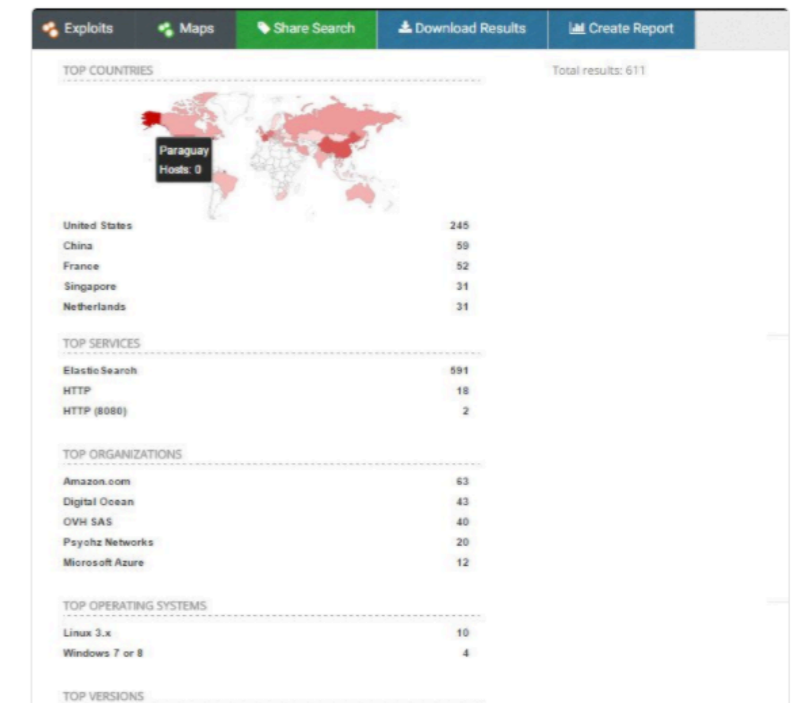 Exploits Maps Share Search Download Results Create Report
TOP COUNTRIES
Total results: 611
Paraguay
Hosts: 0
United States 245
China 59
France 52
Singapore 31
Netherlands 31
TOP SERVICES
ElasticSearch 591
HTTP 18
HTTP (8080) 2
TOP ORGANIZATIONS
Amazon.com 63
Digital Ocean 43
OVH SAS 40
Psychz Networks 20
Microsoft Azure 12
TOP OPERATING SYSTEMS
Linux 3.x 10
Windows 7 or 8 4
TOP VERSIONS